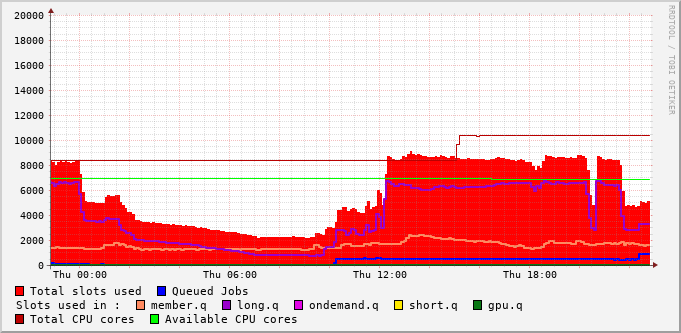 20000
18000
16000
14000
12000
10000
8000
6000
4000
2000
0
Thu 00:00 Thu 06:00 Thu 12:00 Thu 18:00
RRDTOOL / TOBI OETIKER
Total slots used Queued Jobs
Slots used in : member.q long.q ondemand.q short.q gpu.q
Total CPU cores Available CPU cores